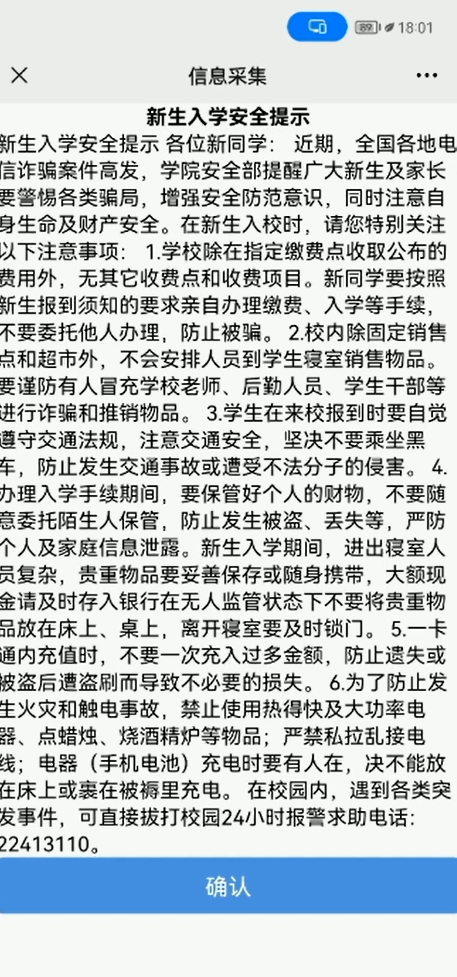 89 18:01
信息采集
新生入学安全提示
新生入学安全提示 各位新同学： 近期，全国各地电
信诈骗案件高发，学院安全部提醒广大新生及家长
要警惕各类骗局，增强安全防范意识，同时注意自
身生命及财产安全。在新生入校时，请您特别关注
以下注意事项： 1.学校除在指定缴费点收取公布的
费用外，无其它收费点和收费项目。新同学要按照
新生报到须知的要求亲自办理缴费、入学等手续，
不要委托他人办理，防止被骗。 2.校内除固定销售
点和超市外，不会安排人员到学生寝室销售物品。
要谨防有人冒充学校老师、后勤人员、学生干部等
进行诈骗和推销物品。 3.学生在来校报到时要自觉
遵守交通法规，注意交通安全，坚决不要乘坐黑
车，防止发生交通事故或遭受不法分子的侵害。 4.
办理入学手续期间，要保管好个人的财物，不要随
意委托陌生人保管，防止发生被盗、丢失等，严防
个人及家庭信息泄露。新生入学期间，进出寝室人
员复杂，贵重物品要妥善保存或随身携带，大额现
金请及时存入银行在无人监管状态下不要将贵重物
品放在床上、桌上，离开寝室要及时锁门。 5.一卡
通内充值时，不要一次充入过多金额，防止遗失或
被盗后遭盗刷而导致不必要的损失。 6.为了防止发
生火灾和触电事故，禁止使用热得快及大功率电
器、点蜡烛、烧酒精炉等物品；严禁私拉乱接电
线；电器（手机电池）充电时要有人在，决不能放
在床上或裹在被褥里充电。 在校园内，遇到各类突
发事件，可直接拔打校园24小时报警求助电话：
22413110。
确认